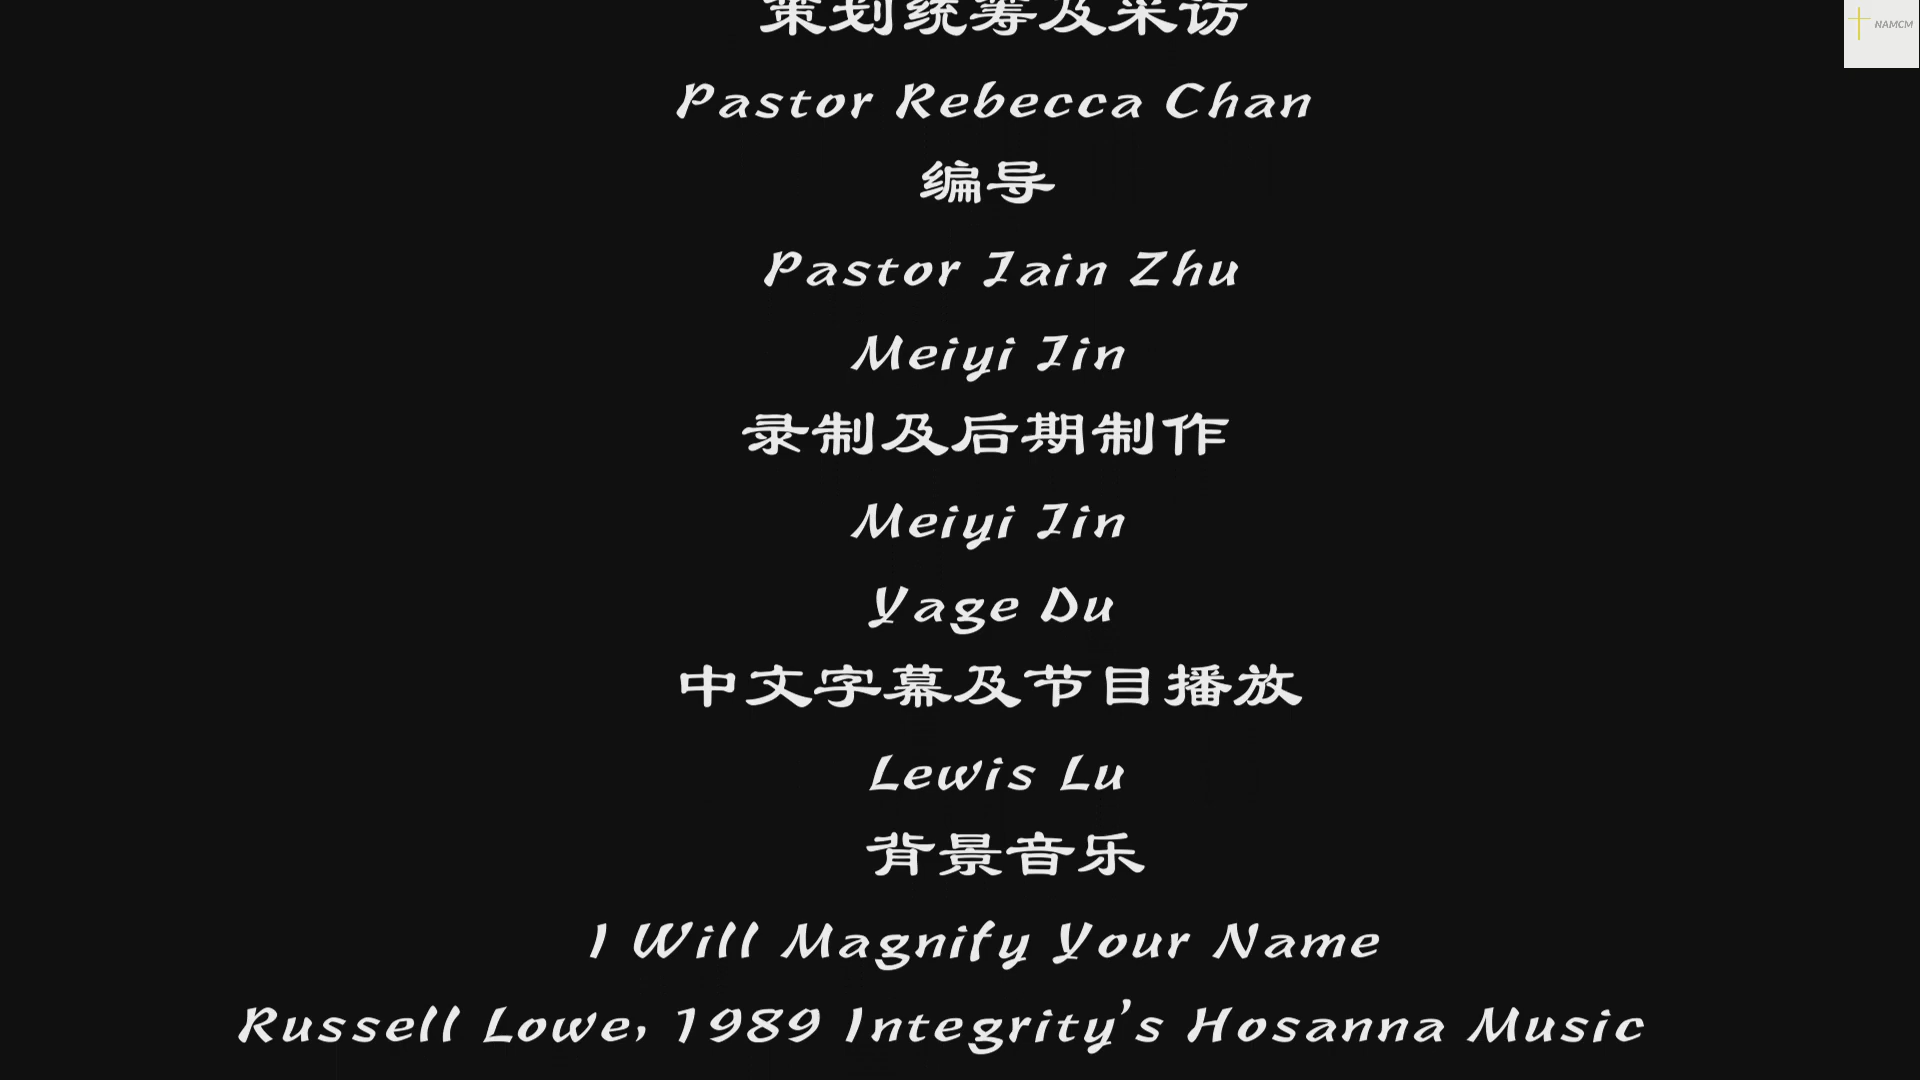 策划统筹及采访
NAMCM
Pastor Rebecca Chan
编导
Pastor Jain Zhu
Meiyi Jin
录制及后期制作
Meiyi Jin
Yage Du
中文字幕及节目播放
Lewis Lu
背景音乐
I Will Magnify Your Name
Russell Lowe, 1989 Integrity's Hosanna Music